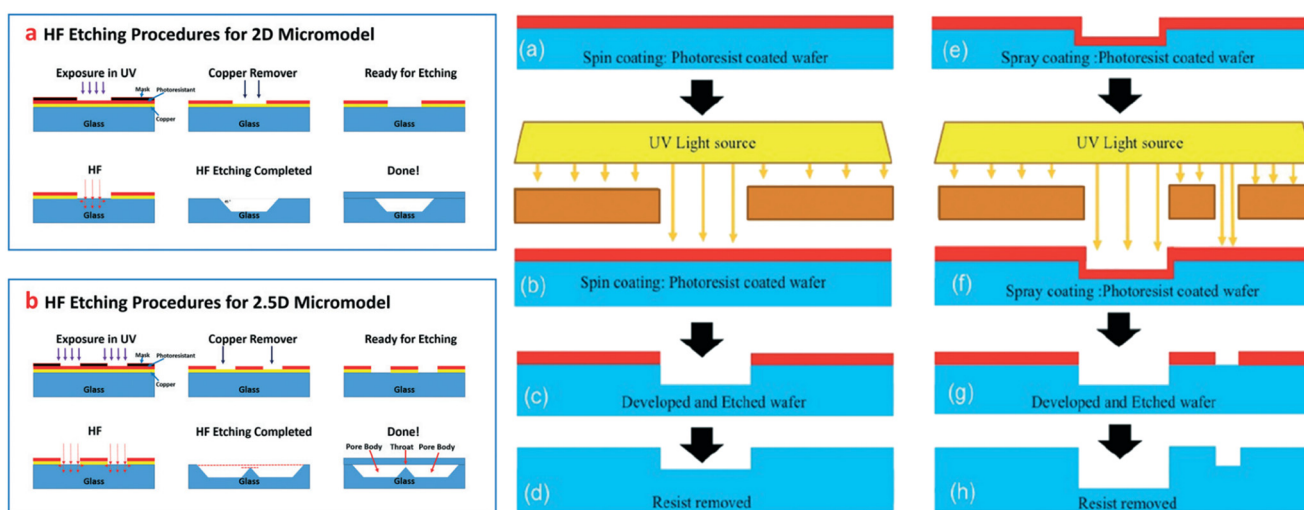 a HF Etching Procedures for 2D Micromodel
Exposure in UV
Mask
Photoresistant
Copper
Glass
Copper Remover
Glass
Ready for Etching
Glass
HF
Glass
HF Etching Completed
Glass
Done!
Glass
b HF Etching Procedures for 2.5D Micromodel
Exposure in UV
Mask
Photoresistant
Copper
Glass
Copper Remover
Glass
Ready for Etching
Glass
HF
Glass
HF Etching Completed
Glass
Done!
Pore Body
Throat
Pore Body
Glass
(a)
Spin coating: Photoresist coated wafer
UV Light source
(b)
Spin coating: Photoresist coated wafer
(c)
Developed and Etched wafer
(d)
Resist removed
(e)
Spray coating :Photoresist coated wafer
UV Light source
(f)
Spray coating :Photoresist coated wafer
(g)
Developed and Etched wafer
(h)
Resist removed